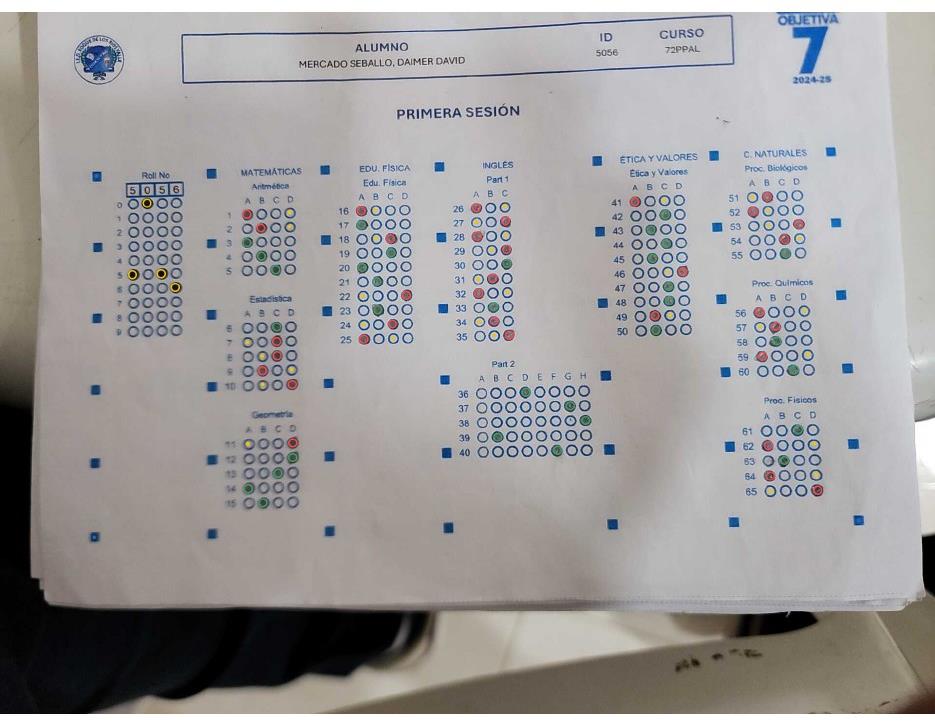 OBJETIVA
7
2024-25
ALUMNO
MERCADO SEBALLO, DAIMER DAVID
ID
5056
CURSO
72PPAL
PRIMERA SESIÓN
Roll No
5 0 5 6
0
1
2
3
4
5
6
7
8
9
MATEMÁTICAS
Aritmética
A B C D
1
2
3
4
5
Estadística
A B C D
6
7
8
9
10
Geometría
A B C D
11
12
13
14
15
EDU. FÍSICA
Edu. Física
A B C D
16
17
18
19
20
21
22
23
24
25
INGLÉS
Part 1
A B C
26
27
28
29
30
31
32
33
34
35
Part 2
A B C D E F G H
36
37
38
39
40
ÉTICA Y VALORES
Ética y Valores
A B C D
41
42
43
44
45
46
47
48
49
50
C. NATURALES
Proc. Biológicos
A B C D
51
52
53
54
55
Proc. Químicos
A B C D
56
57
58
59
60
Proc. Físicos
A B C D
61
62
63
64
65